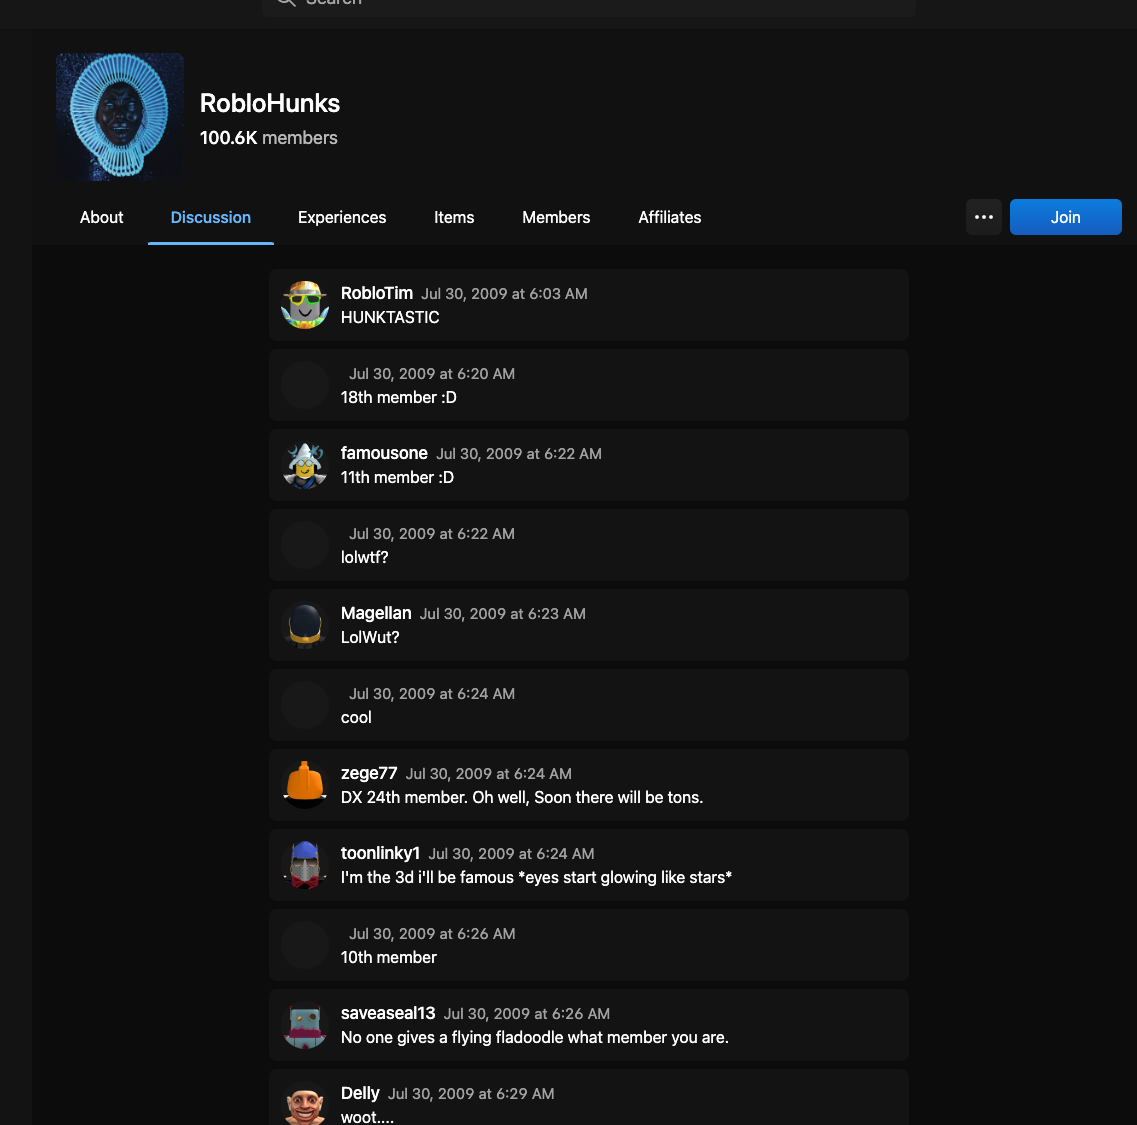 Search
RobloHunks
100.6K members
About Discussion Experiences Items Members Affiliates ... Join
RobloTim Jul 30, 2009 at 6:03 AM
HUNKTASTIC
Jul 30, 2009 at 6:20 AM
18th member :D
famousone Jul 30, 2009 at 6:22 AM
11th member :D
Jul 30, 2009 at 6:22 AM
lolwtf?
Magellan Jul 30, 2009 at 6:23 AM
LolWut?
Jul 30, 2009 at 6:24 AM
cool
zege77 Jul 30, 2009 at 6:24 AM
DX 24th member. Oh well, Soon there will be tons.
toonlinky1 Jul 30, 2009 at 6:24 AM
I'm the 3d i'll be famous *eyes start glowing like stars*
Jul 30, 2009 at 6:26 AM
10th member
saveaseal13 Jul 30, 2009 at 6:26 AM
No one gives a flying fladoodle what member you are.
Delly Jul 30, 2009 at 6:29 AM
woot....